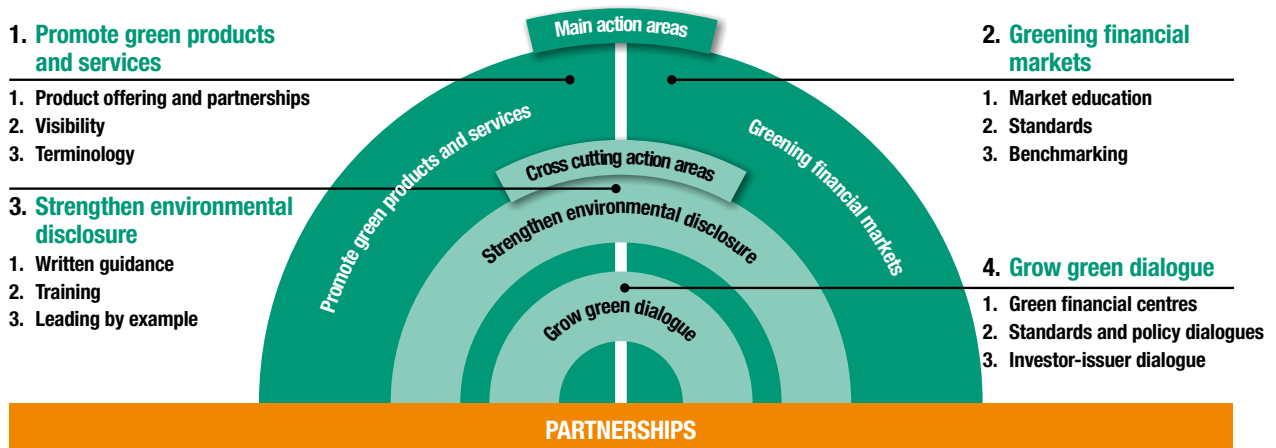 1. Promote green products
and services
1. Product offering and partnerships
2. Visibility
3. Terminology
3. Strengthen environmental
disclosure
1. Written guidance
2. Training
3. Leading by example
Main action areas
Promote green products and services
Greening financial markets
Cross cutting action areas
Strengthen environmental disclosure
Grow green dialogue
2. Greening financial
markets
1. Market education
2. Standards
3. Benchmarking
4. Grow green dialogue
1. Green financial centres
2. Standards and policy dialogues
3. Investor-issuer dialogue
PARTNERSHIPS